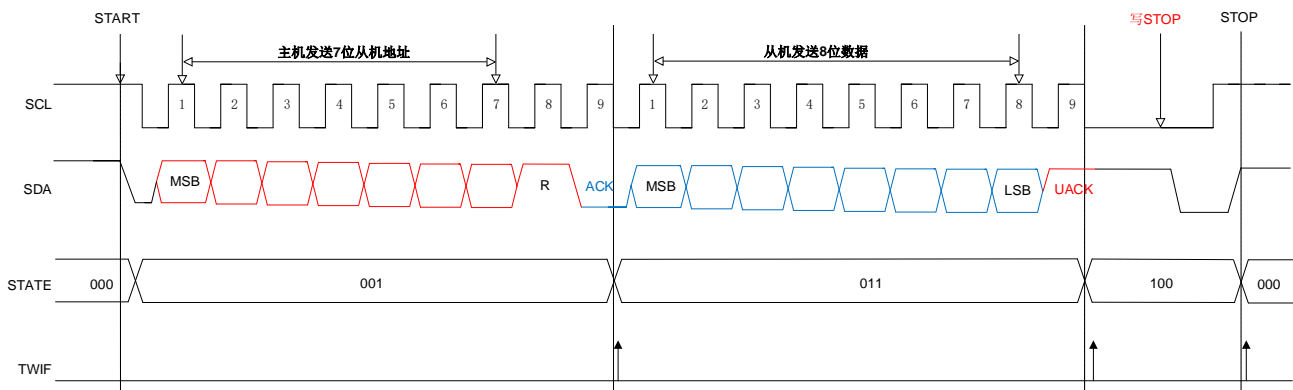 START
写STOP
STOP
主机发送7位从机地址
从机发送8位数据
SCL
1 2 3 4 5 6 7 8 9 1 2 3 4 5 6 7 8 9
SDA
MSB R ACK MSB LSB UACK
STATE
000 001 011 100 000
TWIF